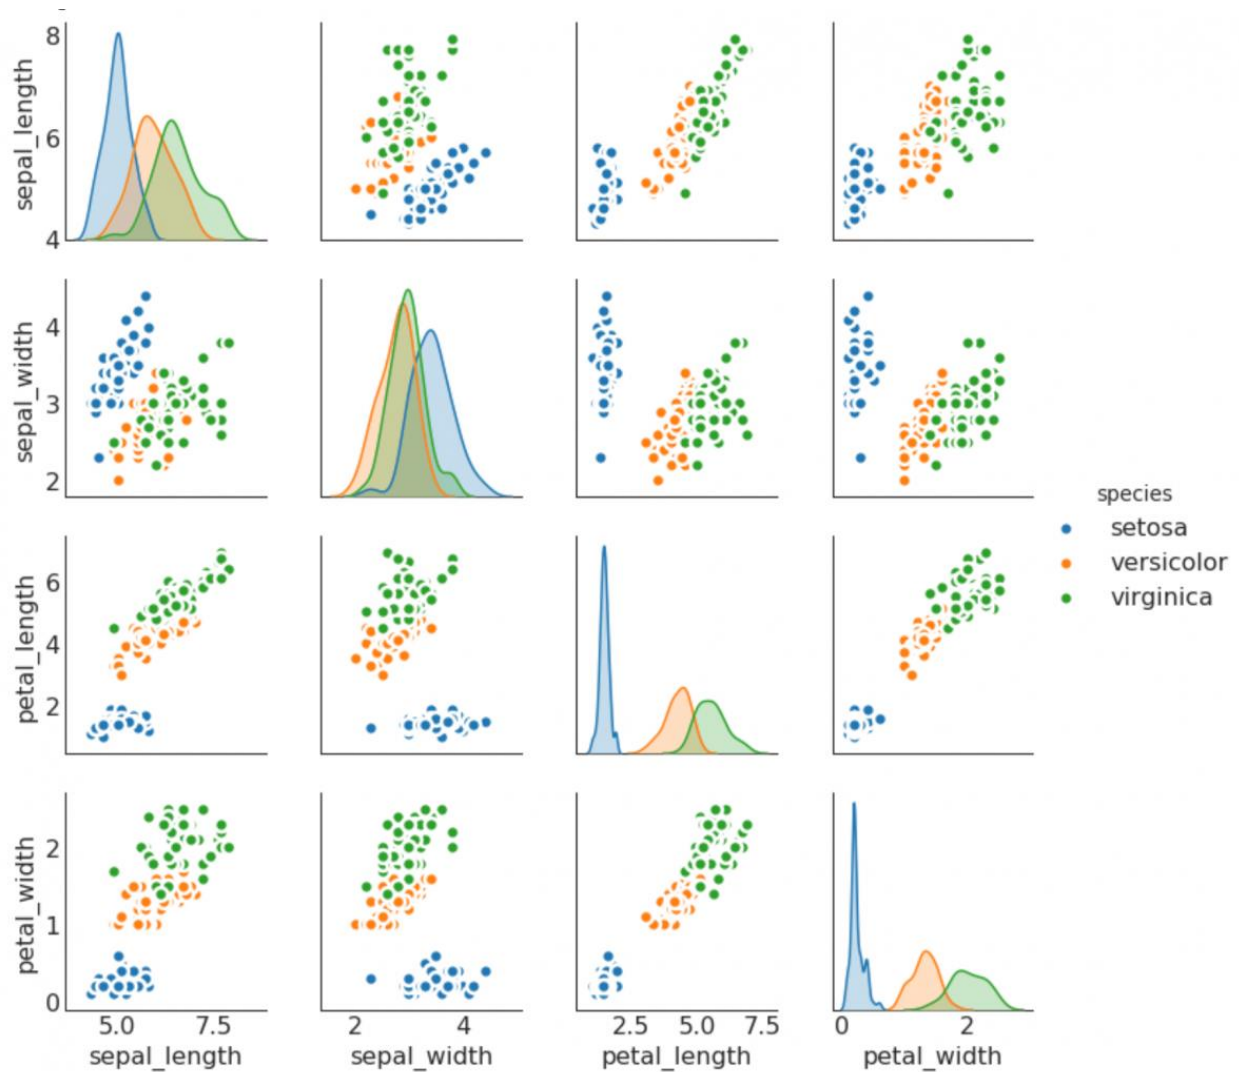 sepal_length
8
6
4
sepal_width
4
3
2
petal_length
6
4
2
petal_width
2
1
0
5.0 7.5
sepal_length
2 4
sepal_width
2.5 5.0 7.5
petal_length
0 2
petal_width
species
setosa
versicolor
virginica